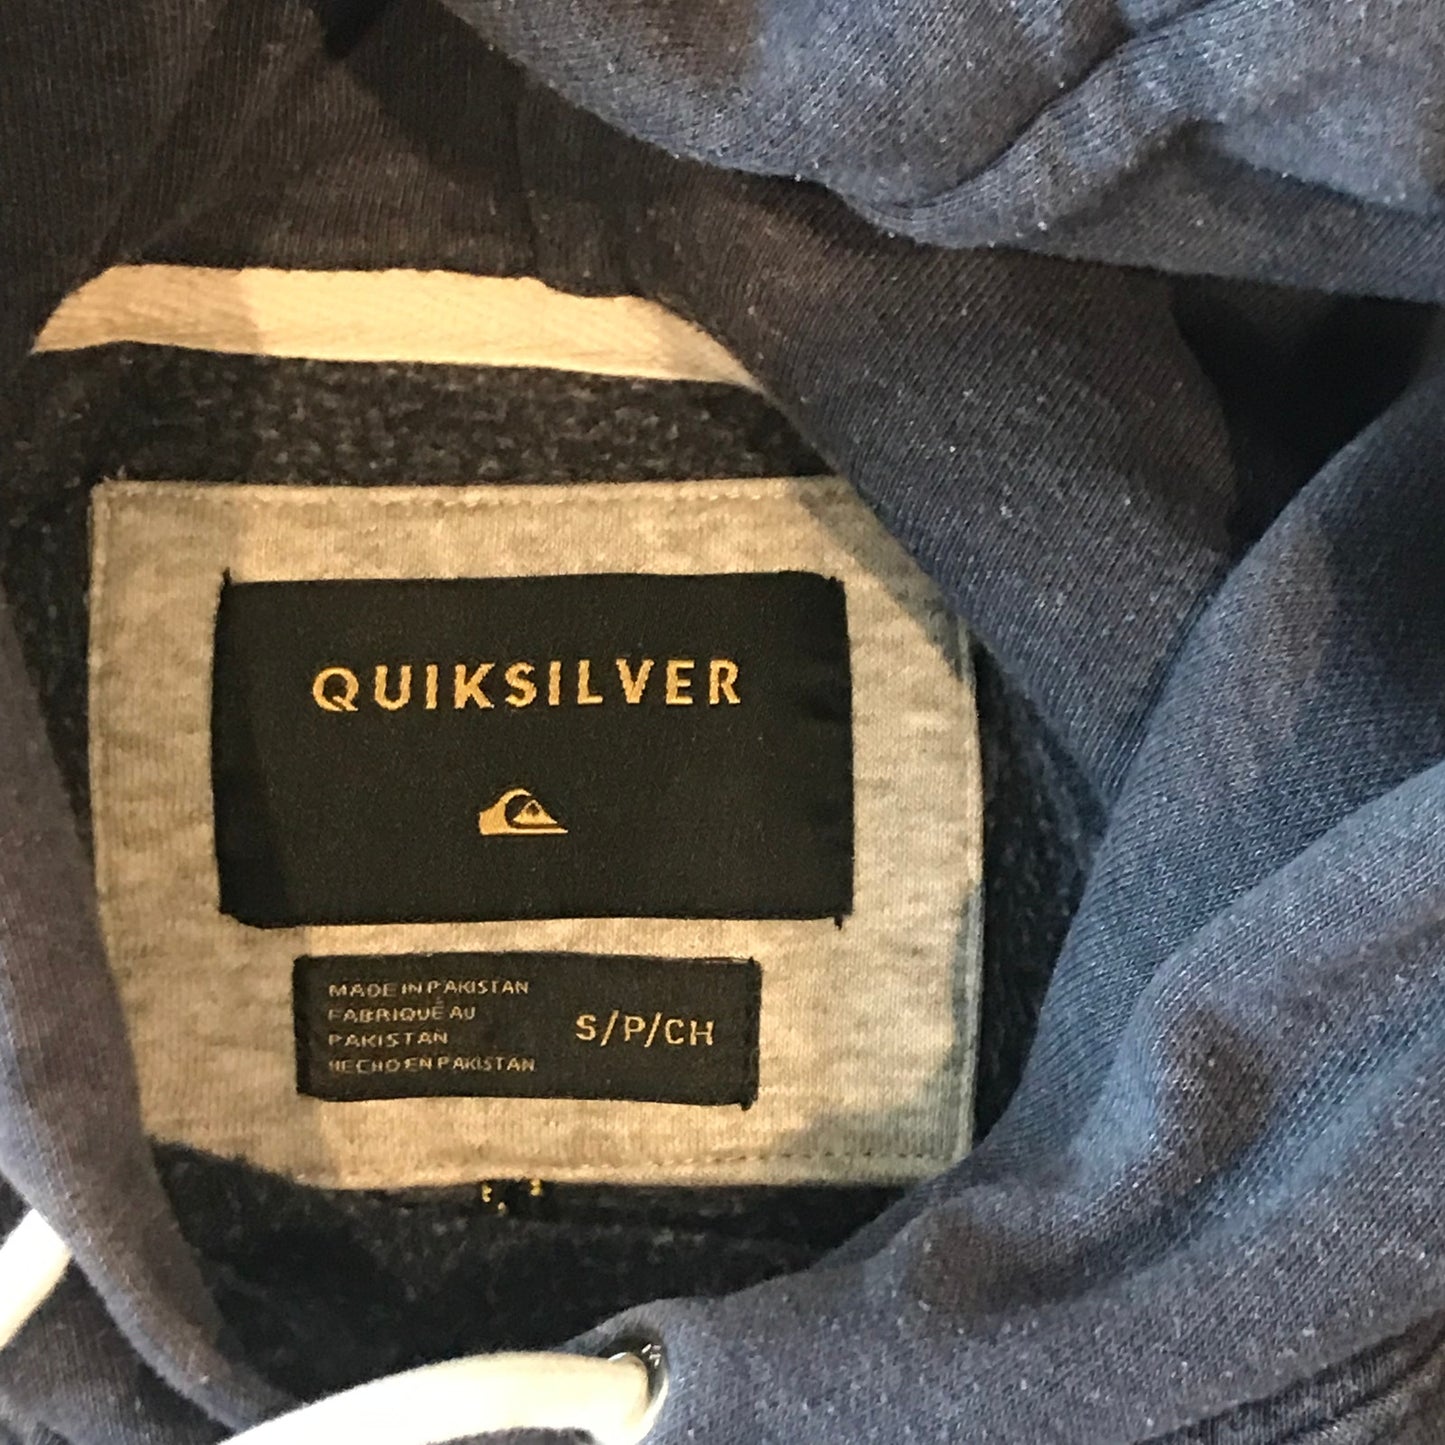 QUIKSILVER
MADE IN PAKISTAN
FABRIQUÉ AU
PAKISTAN
HECHO EN PAKISTAN
S/P/CH